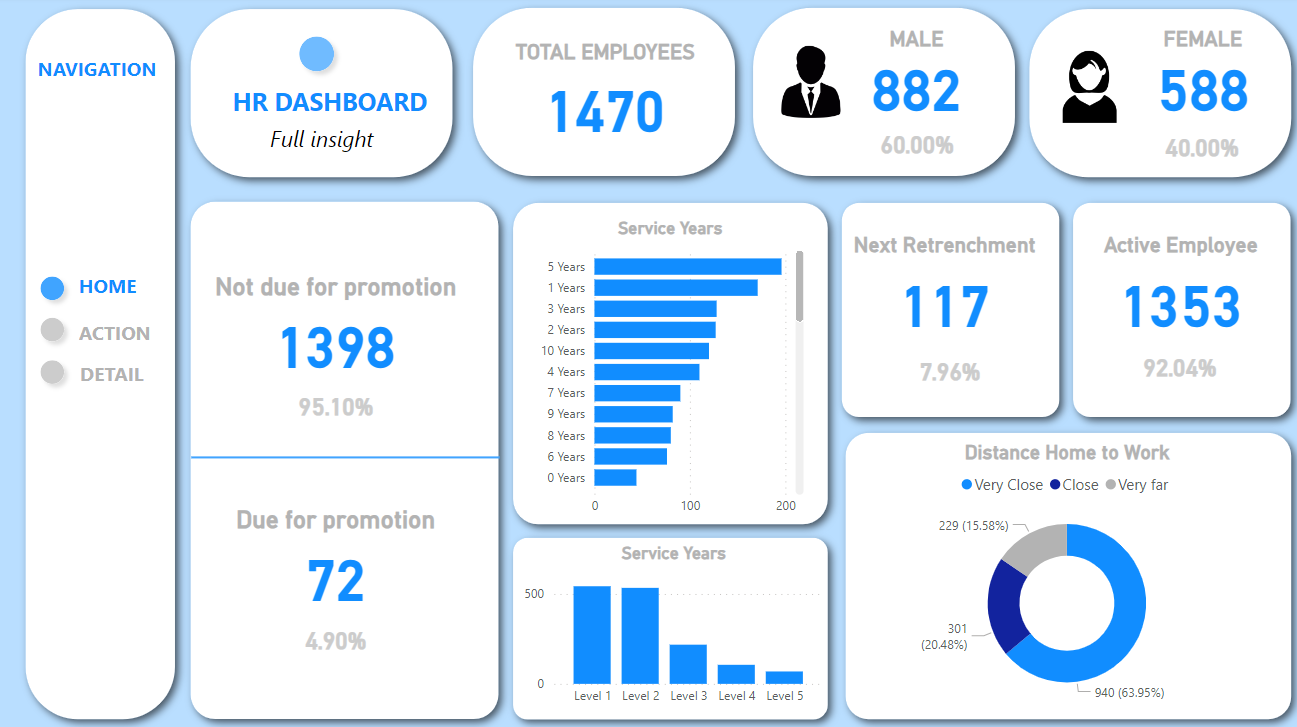 NAVIGATION
HOME
ACTION
DETAIL
HR DASHBOARD
Full insight
TOTAL EMPLOYEES
1470
MALE
882
60.00%
FEMALE
588
40.00%
Not due for promotion
1398
95.10%
Due for promotion
72
4.90%
Service Years
5 Years
1 Years
3 Years
2 Years
10 Years
4 Years
7 Years
9 Years
8 Years
6 Years
0 Years
0 100 200
Service Years
500
0
Level 1 Level 2 Level 3 Level 4 Level 5
Next Retrenchment
117
7.96%
Active Employee
1353
92.04%
Distance Home to Work
Very Close Close Very far
229 (15.58%)
301
(20.48%)
940 (63.95%)